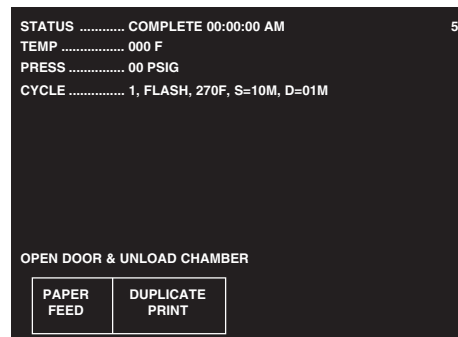 STATUS ........... COMPLETE 00:00:00 AM 5
TEMP ................ 000 F
PRESS .............. 00 PSIG
CYCLE .............. 1, FLASH, 270F, S=10M, D=01M
OPEN DOOR & UNLOAD CHAMBER
PAPER FEED
DUPLICATE PRINT